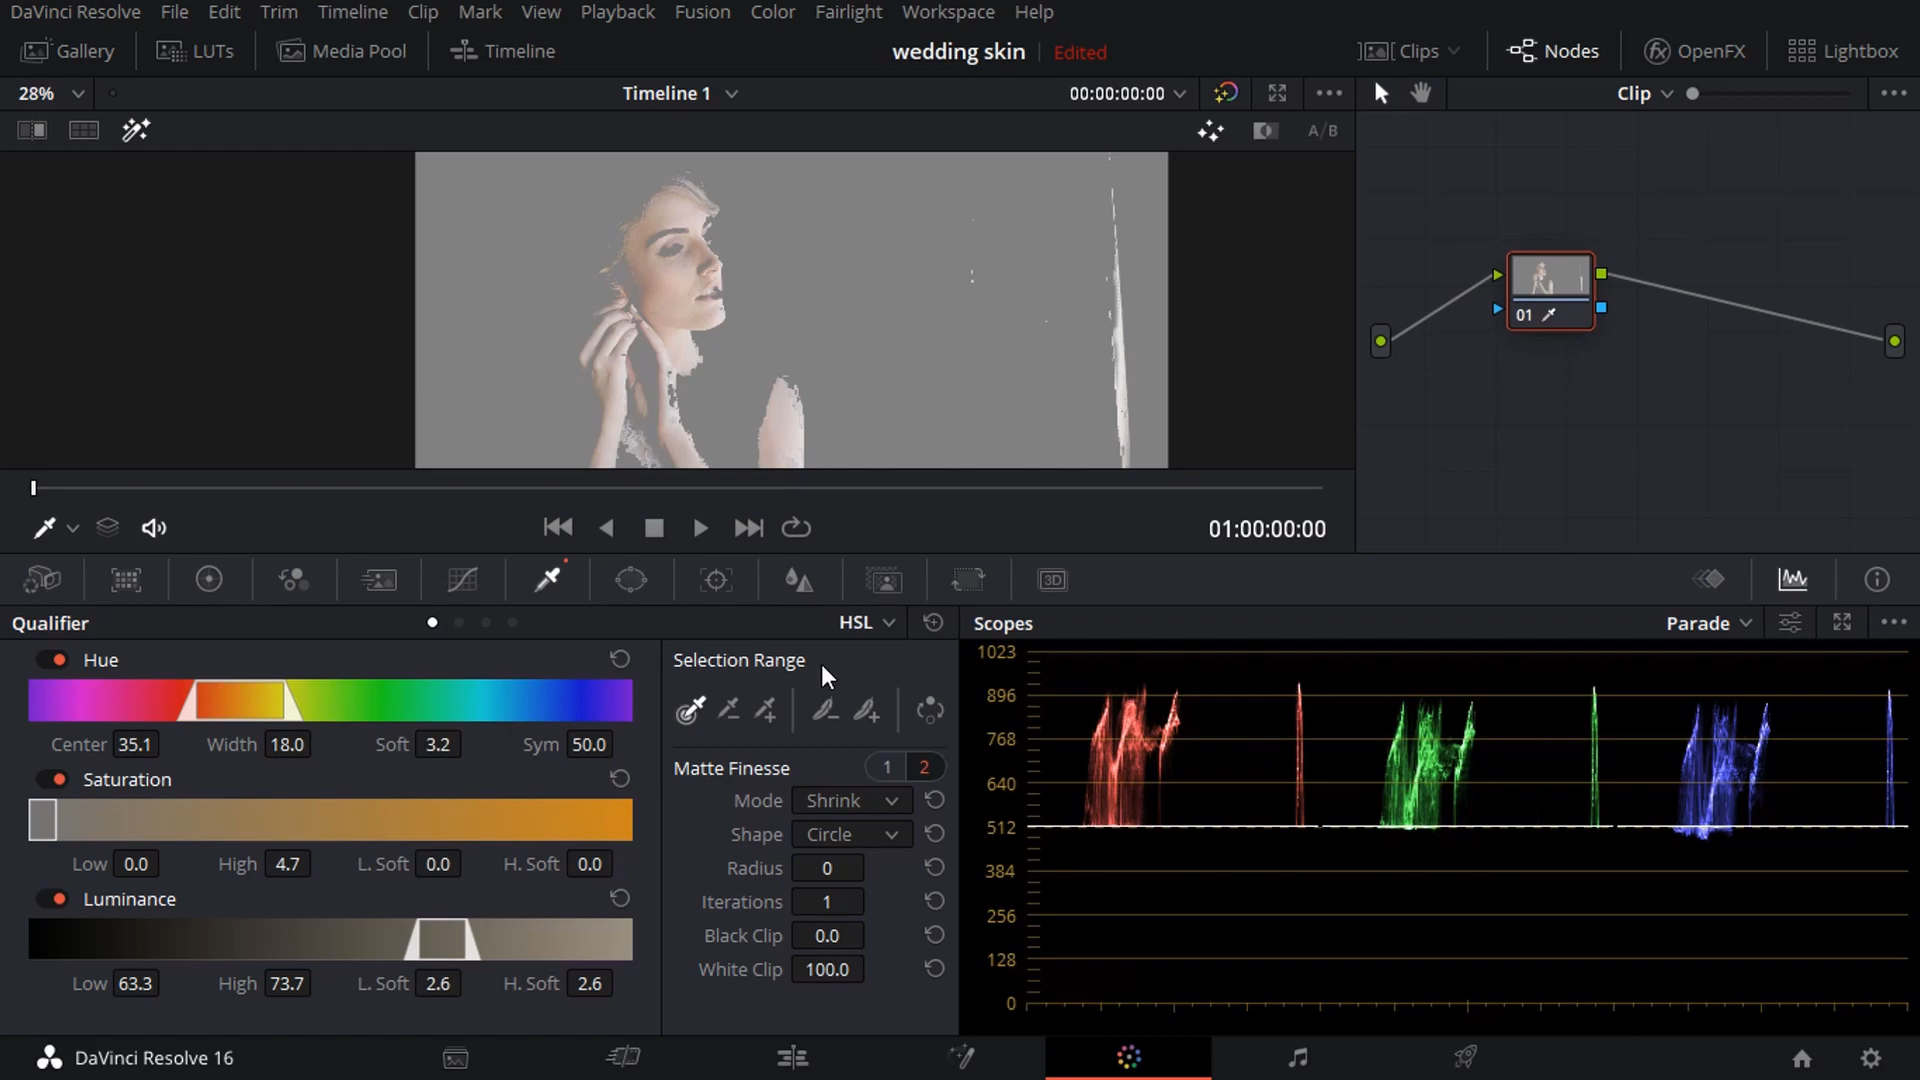 DaVinci Resolve File Edit Trim Timeline Clip Mark View Playback Fusion Color Fairlight Workspace Help
Gallery LUTs Media Pool Timeline wedding skin Edited Clips Nodes OpenFX Lightbox
28% Timeline 1 00:00:00:00 Clip
A/B
01
01:00:00:00
3D
Qualifier HSL Scopes Parade
Hue Selection Range
Center 35.1 Width 18.0 Soft 3.2 Sym 50.0
Saturation
Low 0.0 High 4.7 L. Soft 0.0 H. Soft 0.0
Luminance
Low 63.3 High 73.7 L. Soft 2.6 H. Soft 2.6
Matte Finesse 1 2
Mode Shrink
Shape Circle
Radius 0
Iterations 1
Black Clip 0.0
White Clip 100.0
1023
896
768
640
512
384
256
128
0
DaVinci Resolve 16